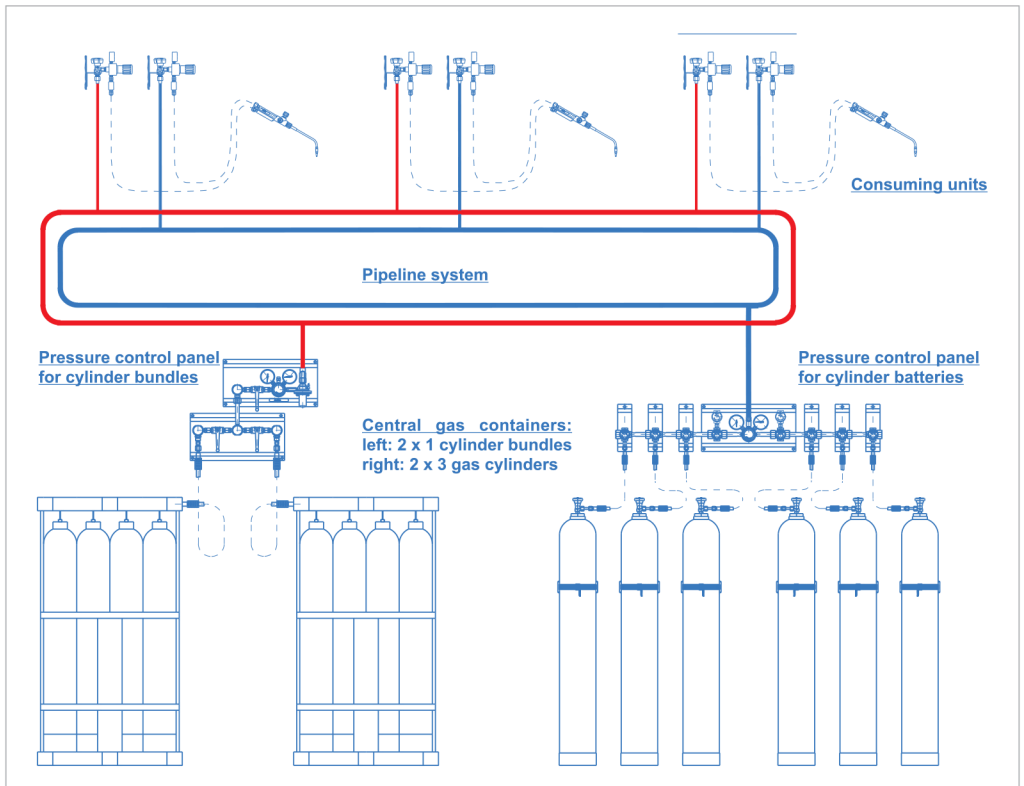 Consuming units
Pipeline system
Pressure control panel
for cylinder bundles
Pressure control panel
for cylinder batteries
Central gas containers:
left: 2 x 1 cylinder bundles
right: 2 x 3 gas cylinders